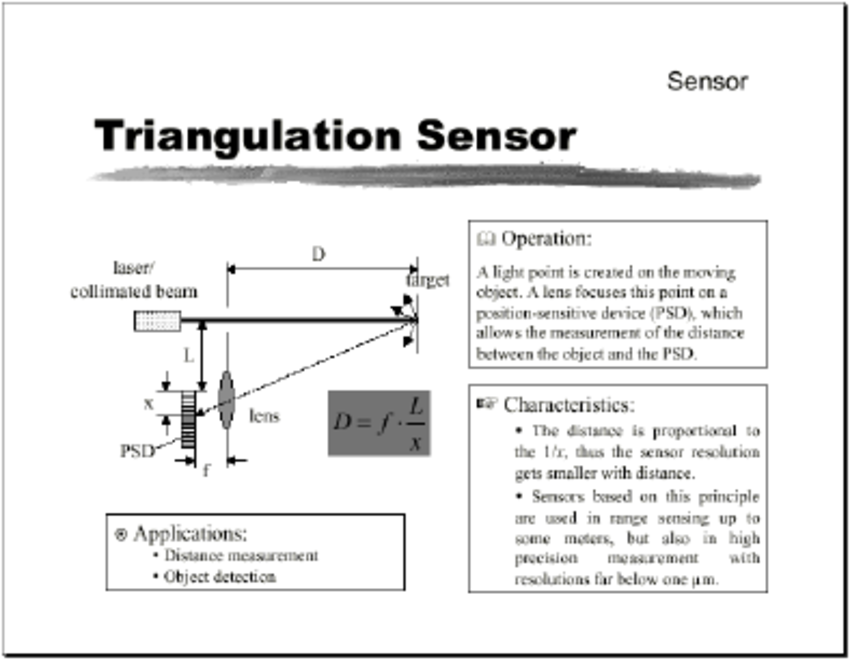 Sensor
Triangulation Sensor
D
laser/
collimated beam
target
L
x
lens
PSD
f
D = f · L/x
Operation:
A light point is created on the moving
object. A lens focuses this point on a
position-sensitive device (PSD), which
allows the measurement of the distance
between the object and the PSD.
Characteristics:
• The distance is proportional to
the 1/x, thus the sensor resolution
gets smaller with distance.
• Sensors based on this principle
are used in range sensing up to
some meters, but also in high
precision measurement with
resolutions far below one μm.
Applications:
• Distance measurement
• Object detection